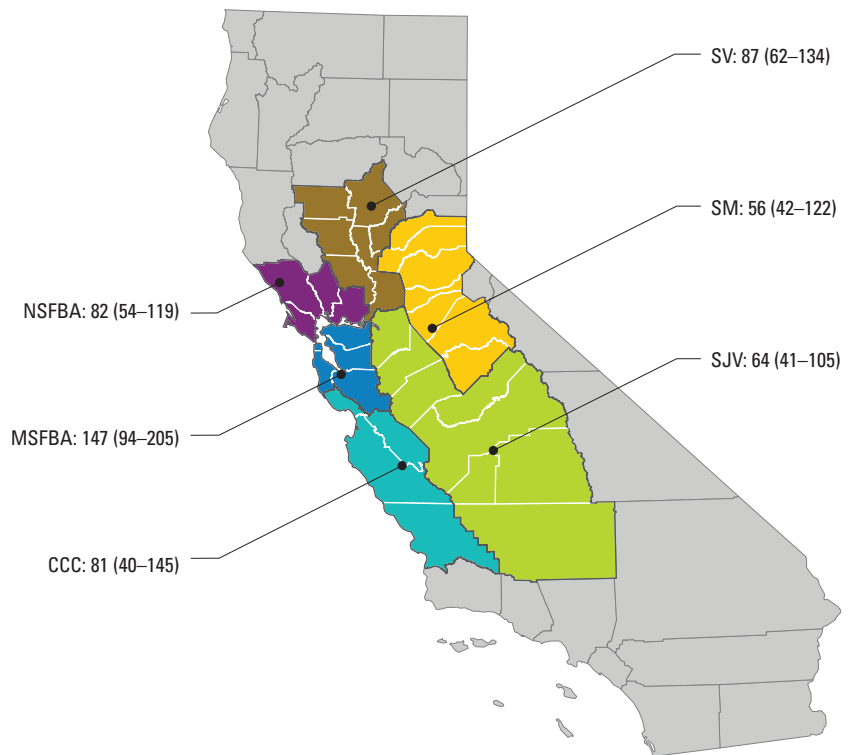 SV: 87 (62–134)
SM: 56 (42–122)
NSFBA: 82 (54–119)
SJV: 64 (41–105)
MSFBA: 147 (94–205)
CCC: 81 (40–145)